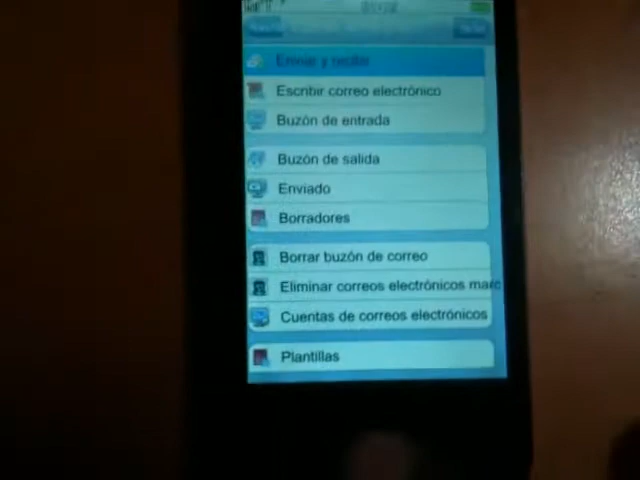 Enviar y recibir
Escribir correo electrónico
Buzón de entrada
Buzón de salida
Enviado
Borradores
Borrar buzón de correo
Eliminar correos electrónicos marc
Cuentas de correos electrónicos
Plantillas